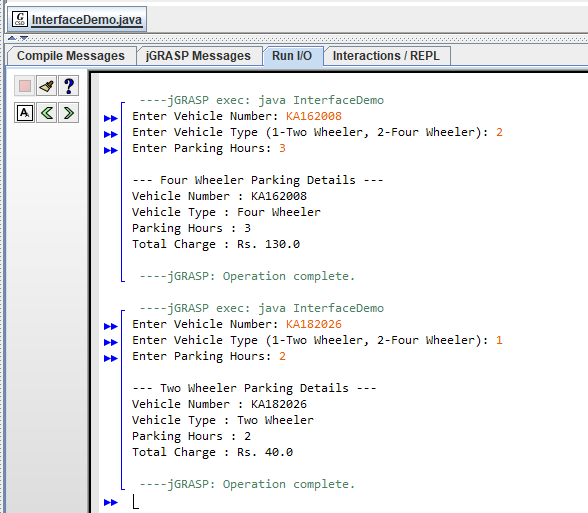 InterfaceDemo.java
Compile Messages jGRASP Messages Run I/O Interactions / REPL
----jGRASP exec: java InterfaceDemo
Enter Vehicle Number: KA162008
Enter Vehicle Type (1-Two Wheeler, 2-Four Wheeler): 2
Enter Parking Hours: 3
--- Four Wheeler Parking Details ---
Vehicle Number : KA162008
Vehicle Type : Four Wheeler
Parking Hours : 3
Total Charge : Rs. 130.0
----jGRASP: Operation complete.
----jGRASP exec: java InterfaceDemo
Enter Vehicle Number: KA182026
Enter Vehicle Type (1-Two Wheeler, 2-Four Wheeler): 1
Enter Parking Hours: 2
--- Two Wheeler Parking Details ---
Vehicle Number : KA182026
Vehicle Type : Two Wheeler
Parking Hours : 2
Total Charge : Rs. 40.0
----jGRASP: Operation complete.